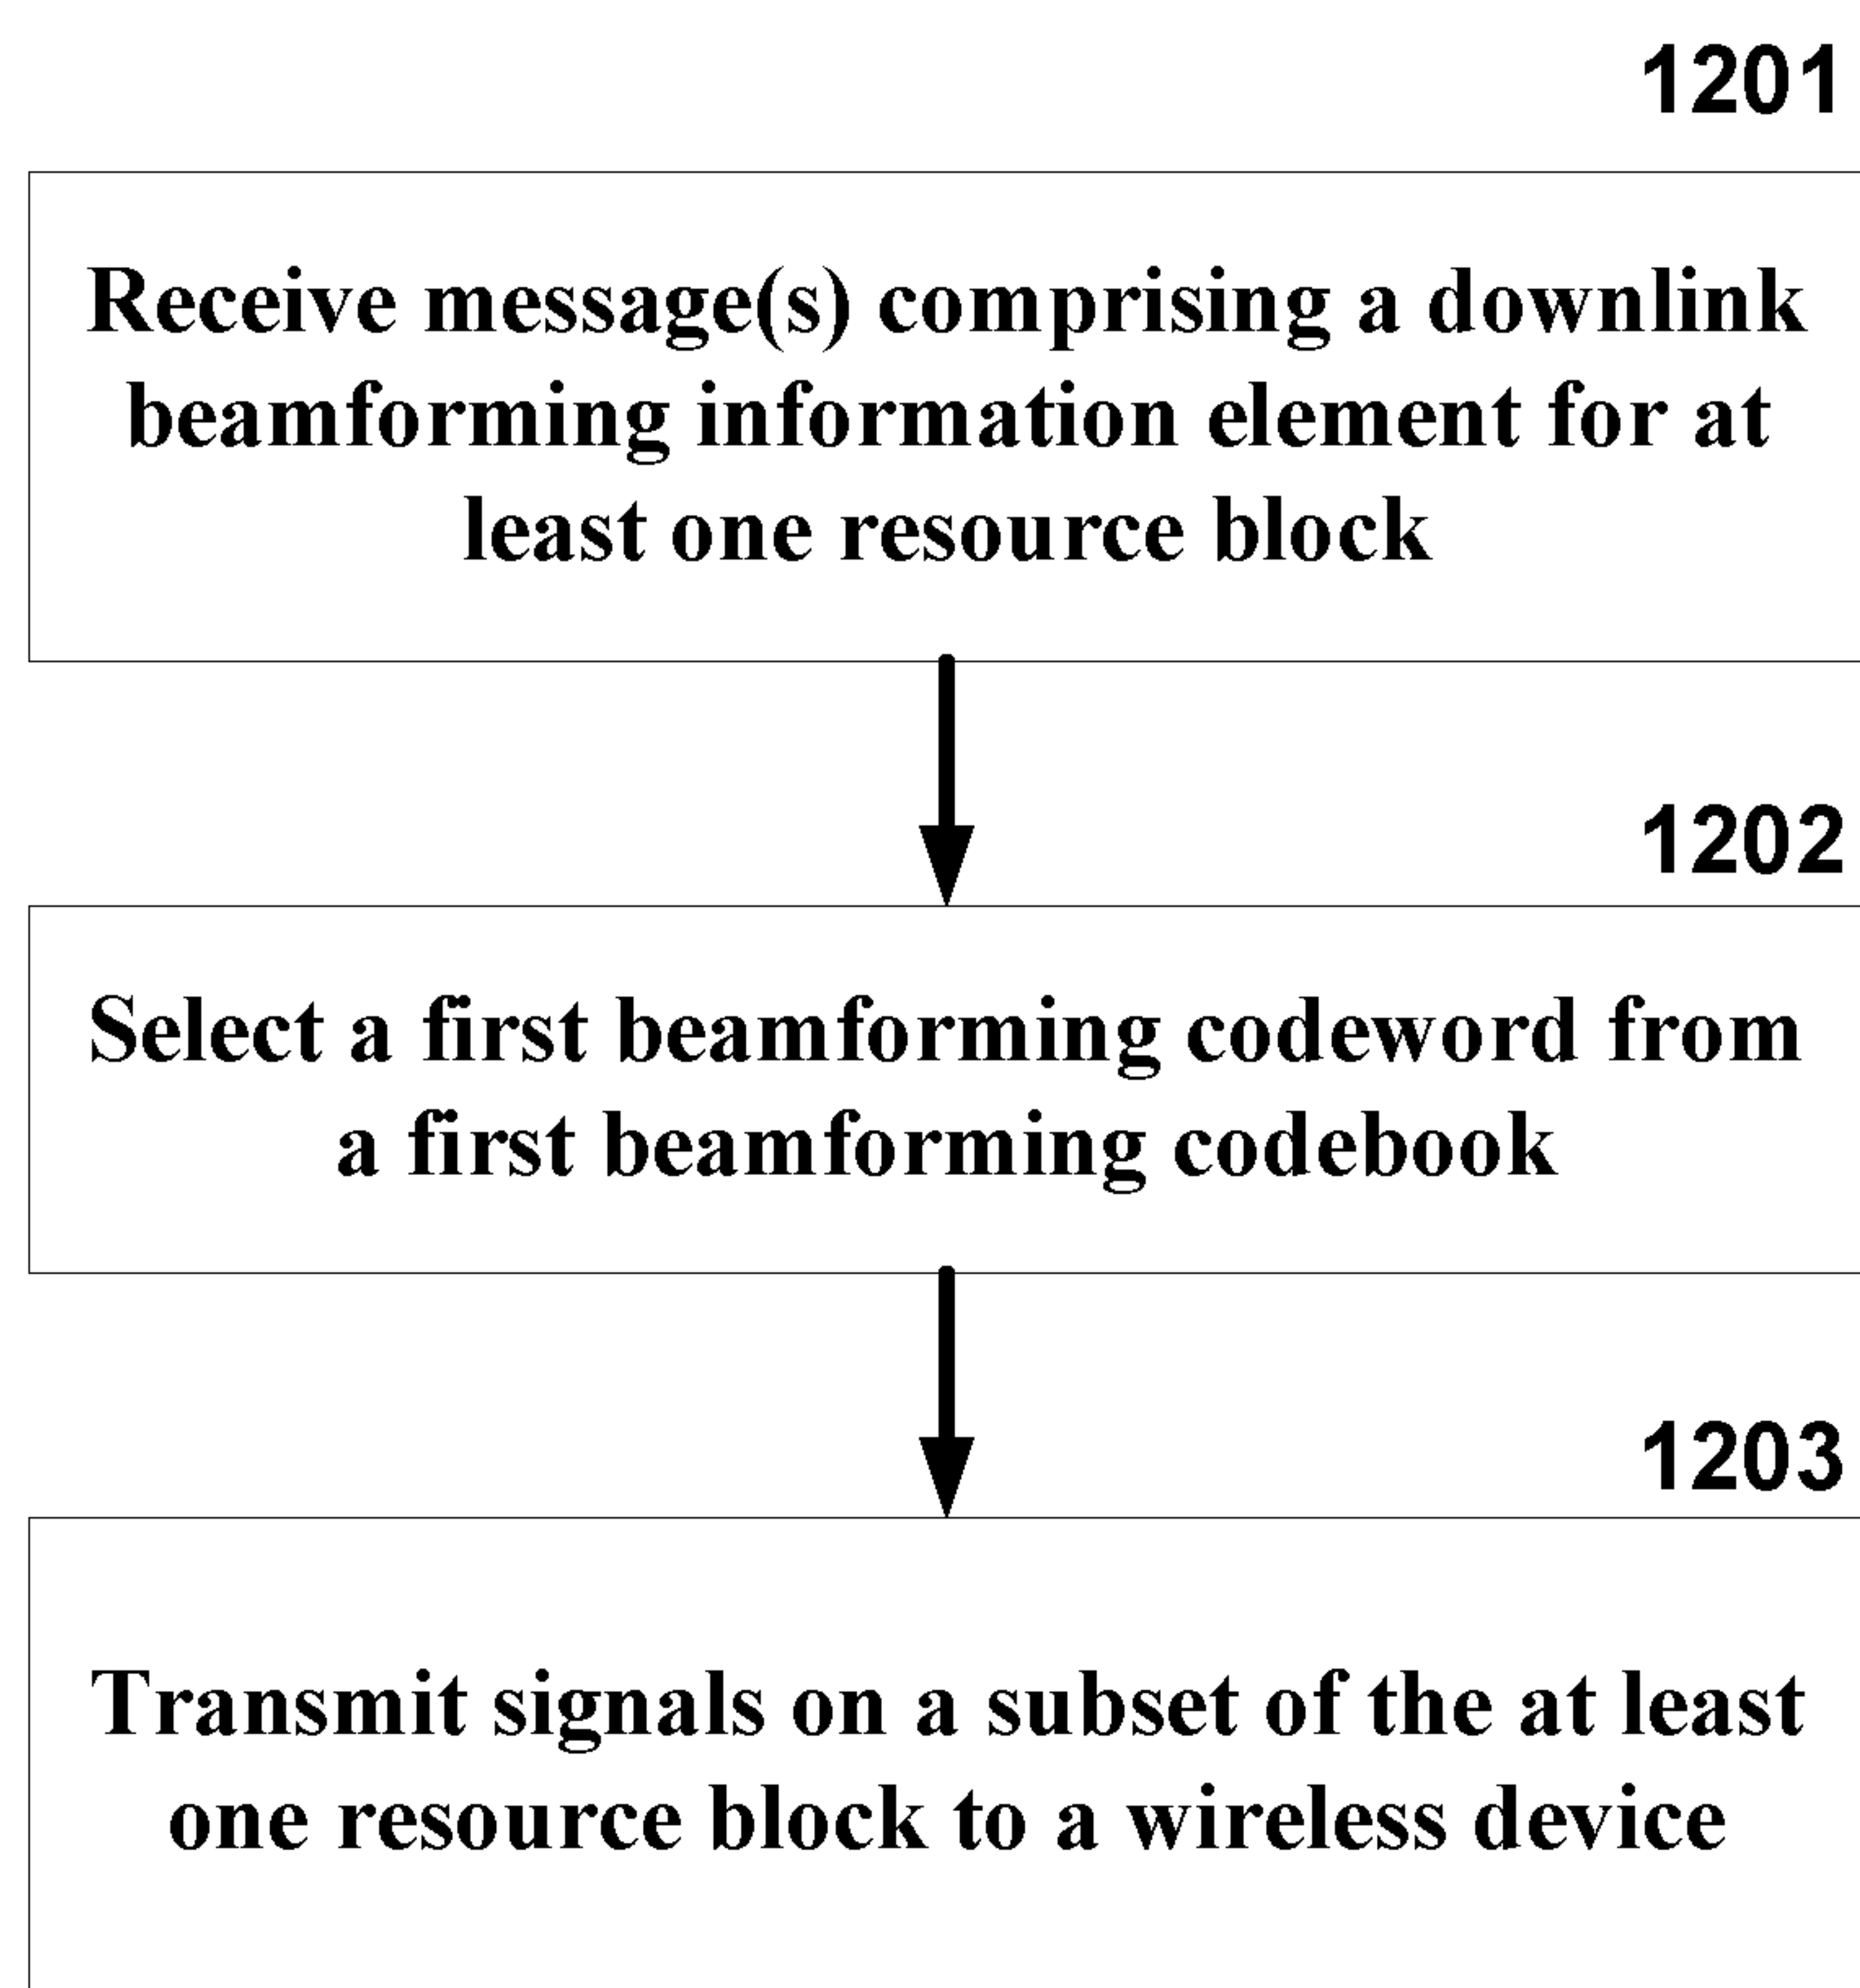 1201
Receive message(s) comprising a downlink
beamforming information element for at
least one resource block
1202
Select a first beamforming codeword from
a first beamforming codebook
1203
Transmit signals on a subset of the at least
one resource block to a wireless device